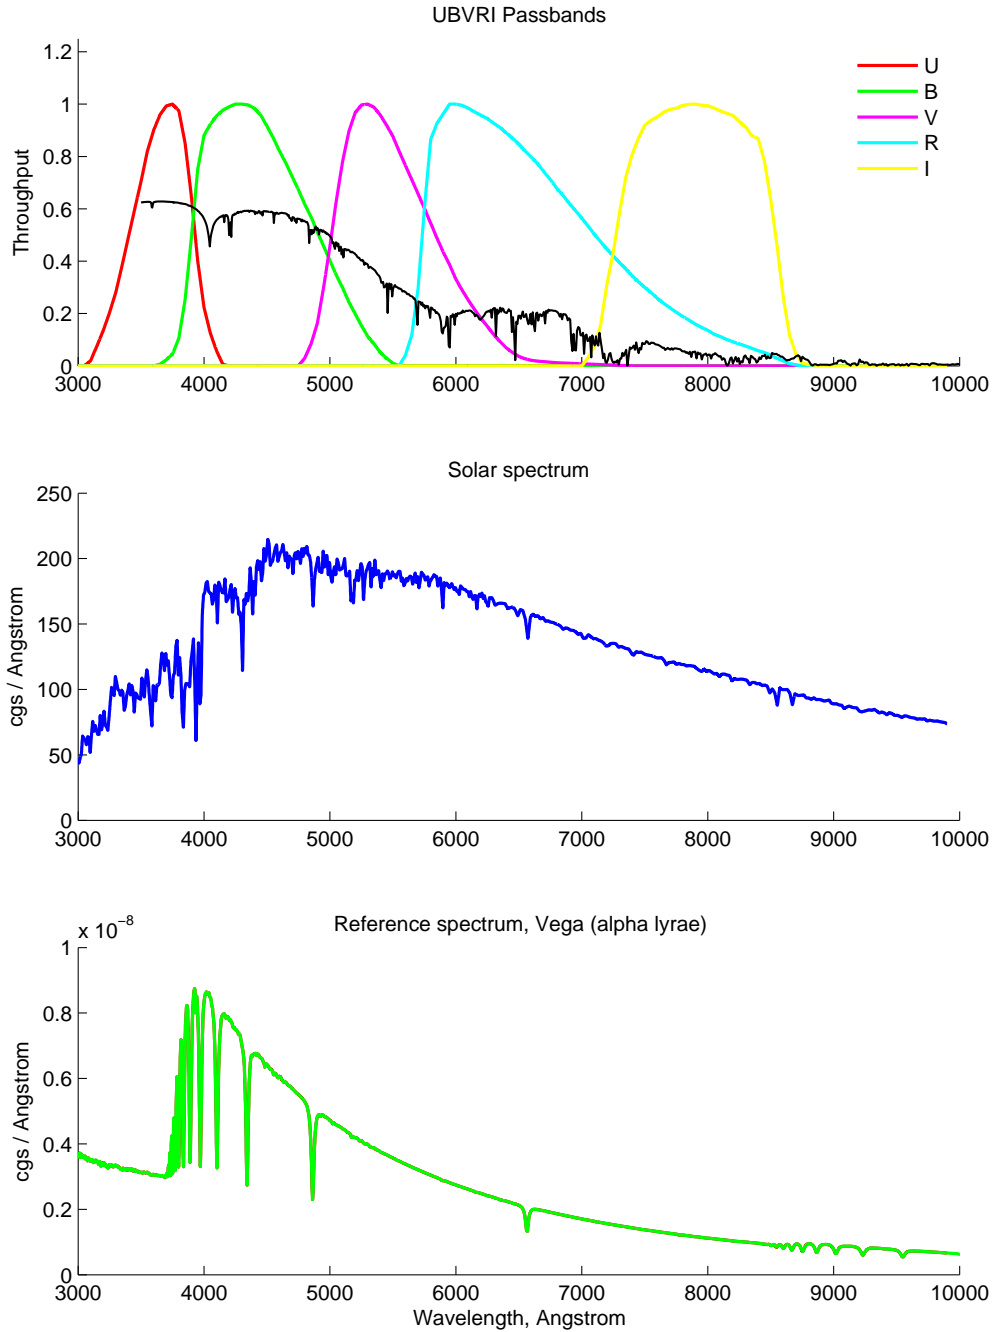 UBVRI Passbands
1.2
1
0.8
0.6
0.4
0.2
0
Throughput
U
B
V
R
I
3000 4000 5000 6000 7000 8000 9000 10000
Solar spectrum
250
200
150
100
50
0
cgs / Angstrom
3000 4000 5000 6000 7000 8000 9000 10000
x 10⁻⁸
Reference spectrum, Vega (alpha lyrae)
1
0.8
0.6
0.4
0.2
0
cgs / Angstrom
3000 4000 5000 6000 7000 8000 9000 10000
Wavelength, Angstrom